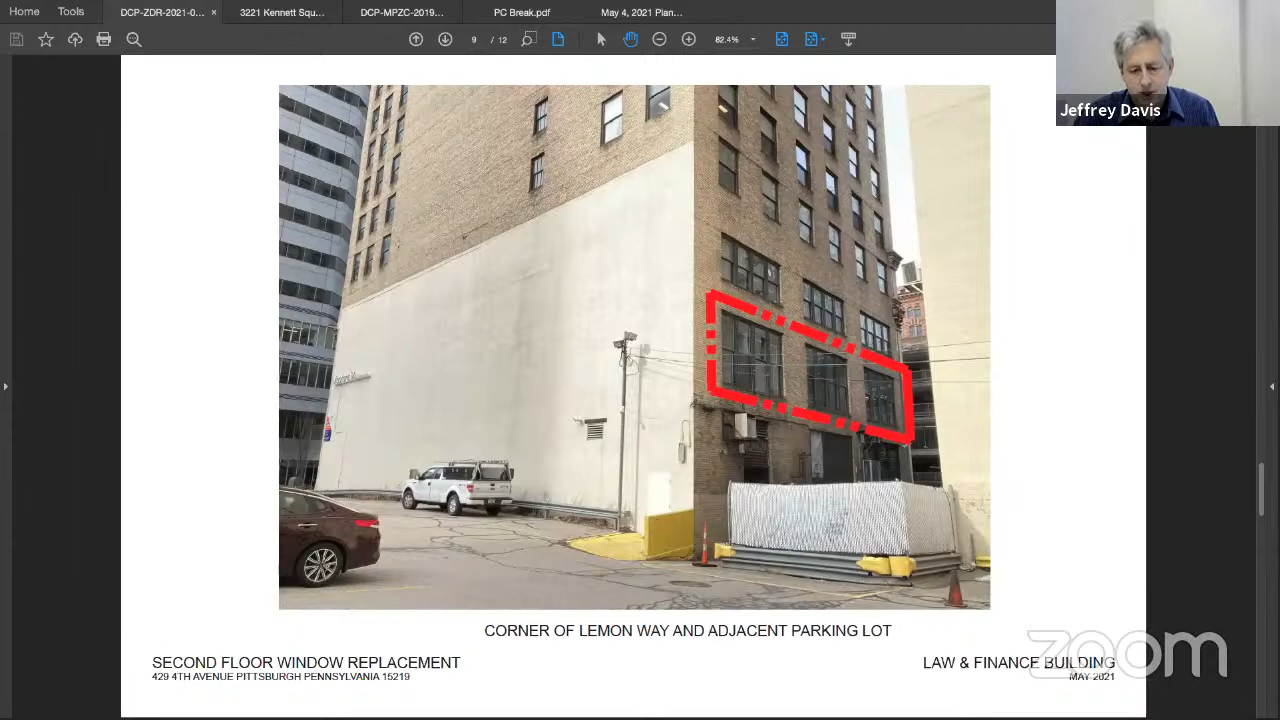 Home
Tools
DCP-ZDR-2021-0...
×
3221 Kennett Squ...
DCP-MPZC-2019...
PC Break.pdf
May 4, 2021 Plan...
9 / 12
82.4%
Jeffrey Davis
CORNER OF LEMON WAY AND ADJACENT PARKING LOT
SECOND FLOOR WINDOW REPLACEMENT
429 4TH AVENUE PITTSBURGH PENNSYLVANIA 15219
LAW & FINANCE BUILDING
MAY 2021
zoom